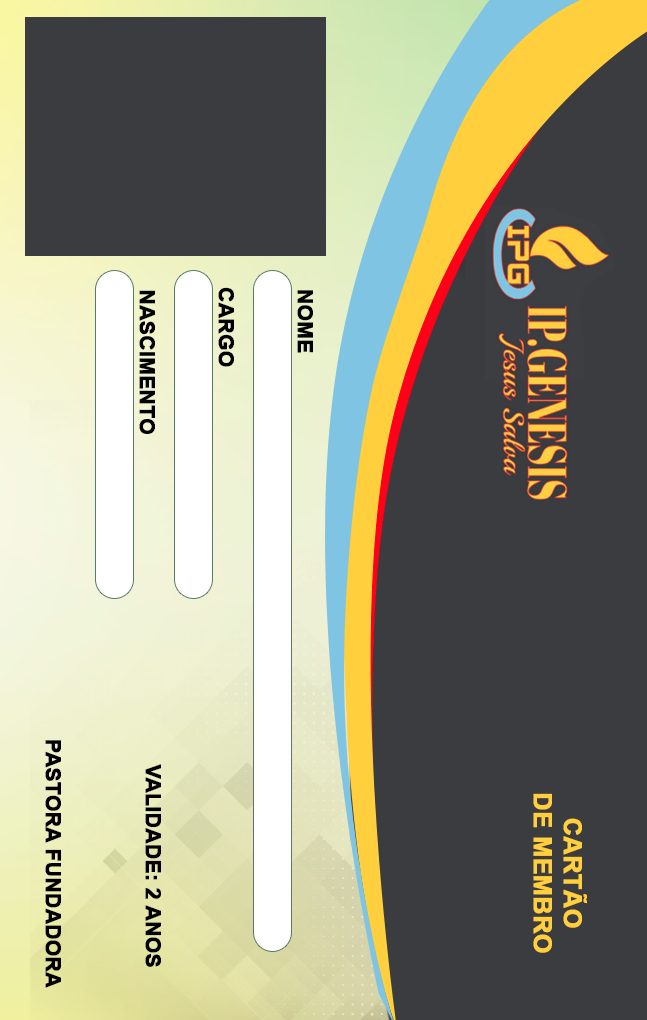 IPG
IP.GENESIS
Jesus Salva
CARTÃO
DE MEMBRO
NOME
CARGO
NASCIMENTO
VALIDADE: 2 ANOS
PASTORA FUNDADORA